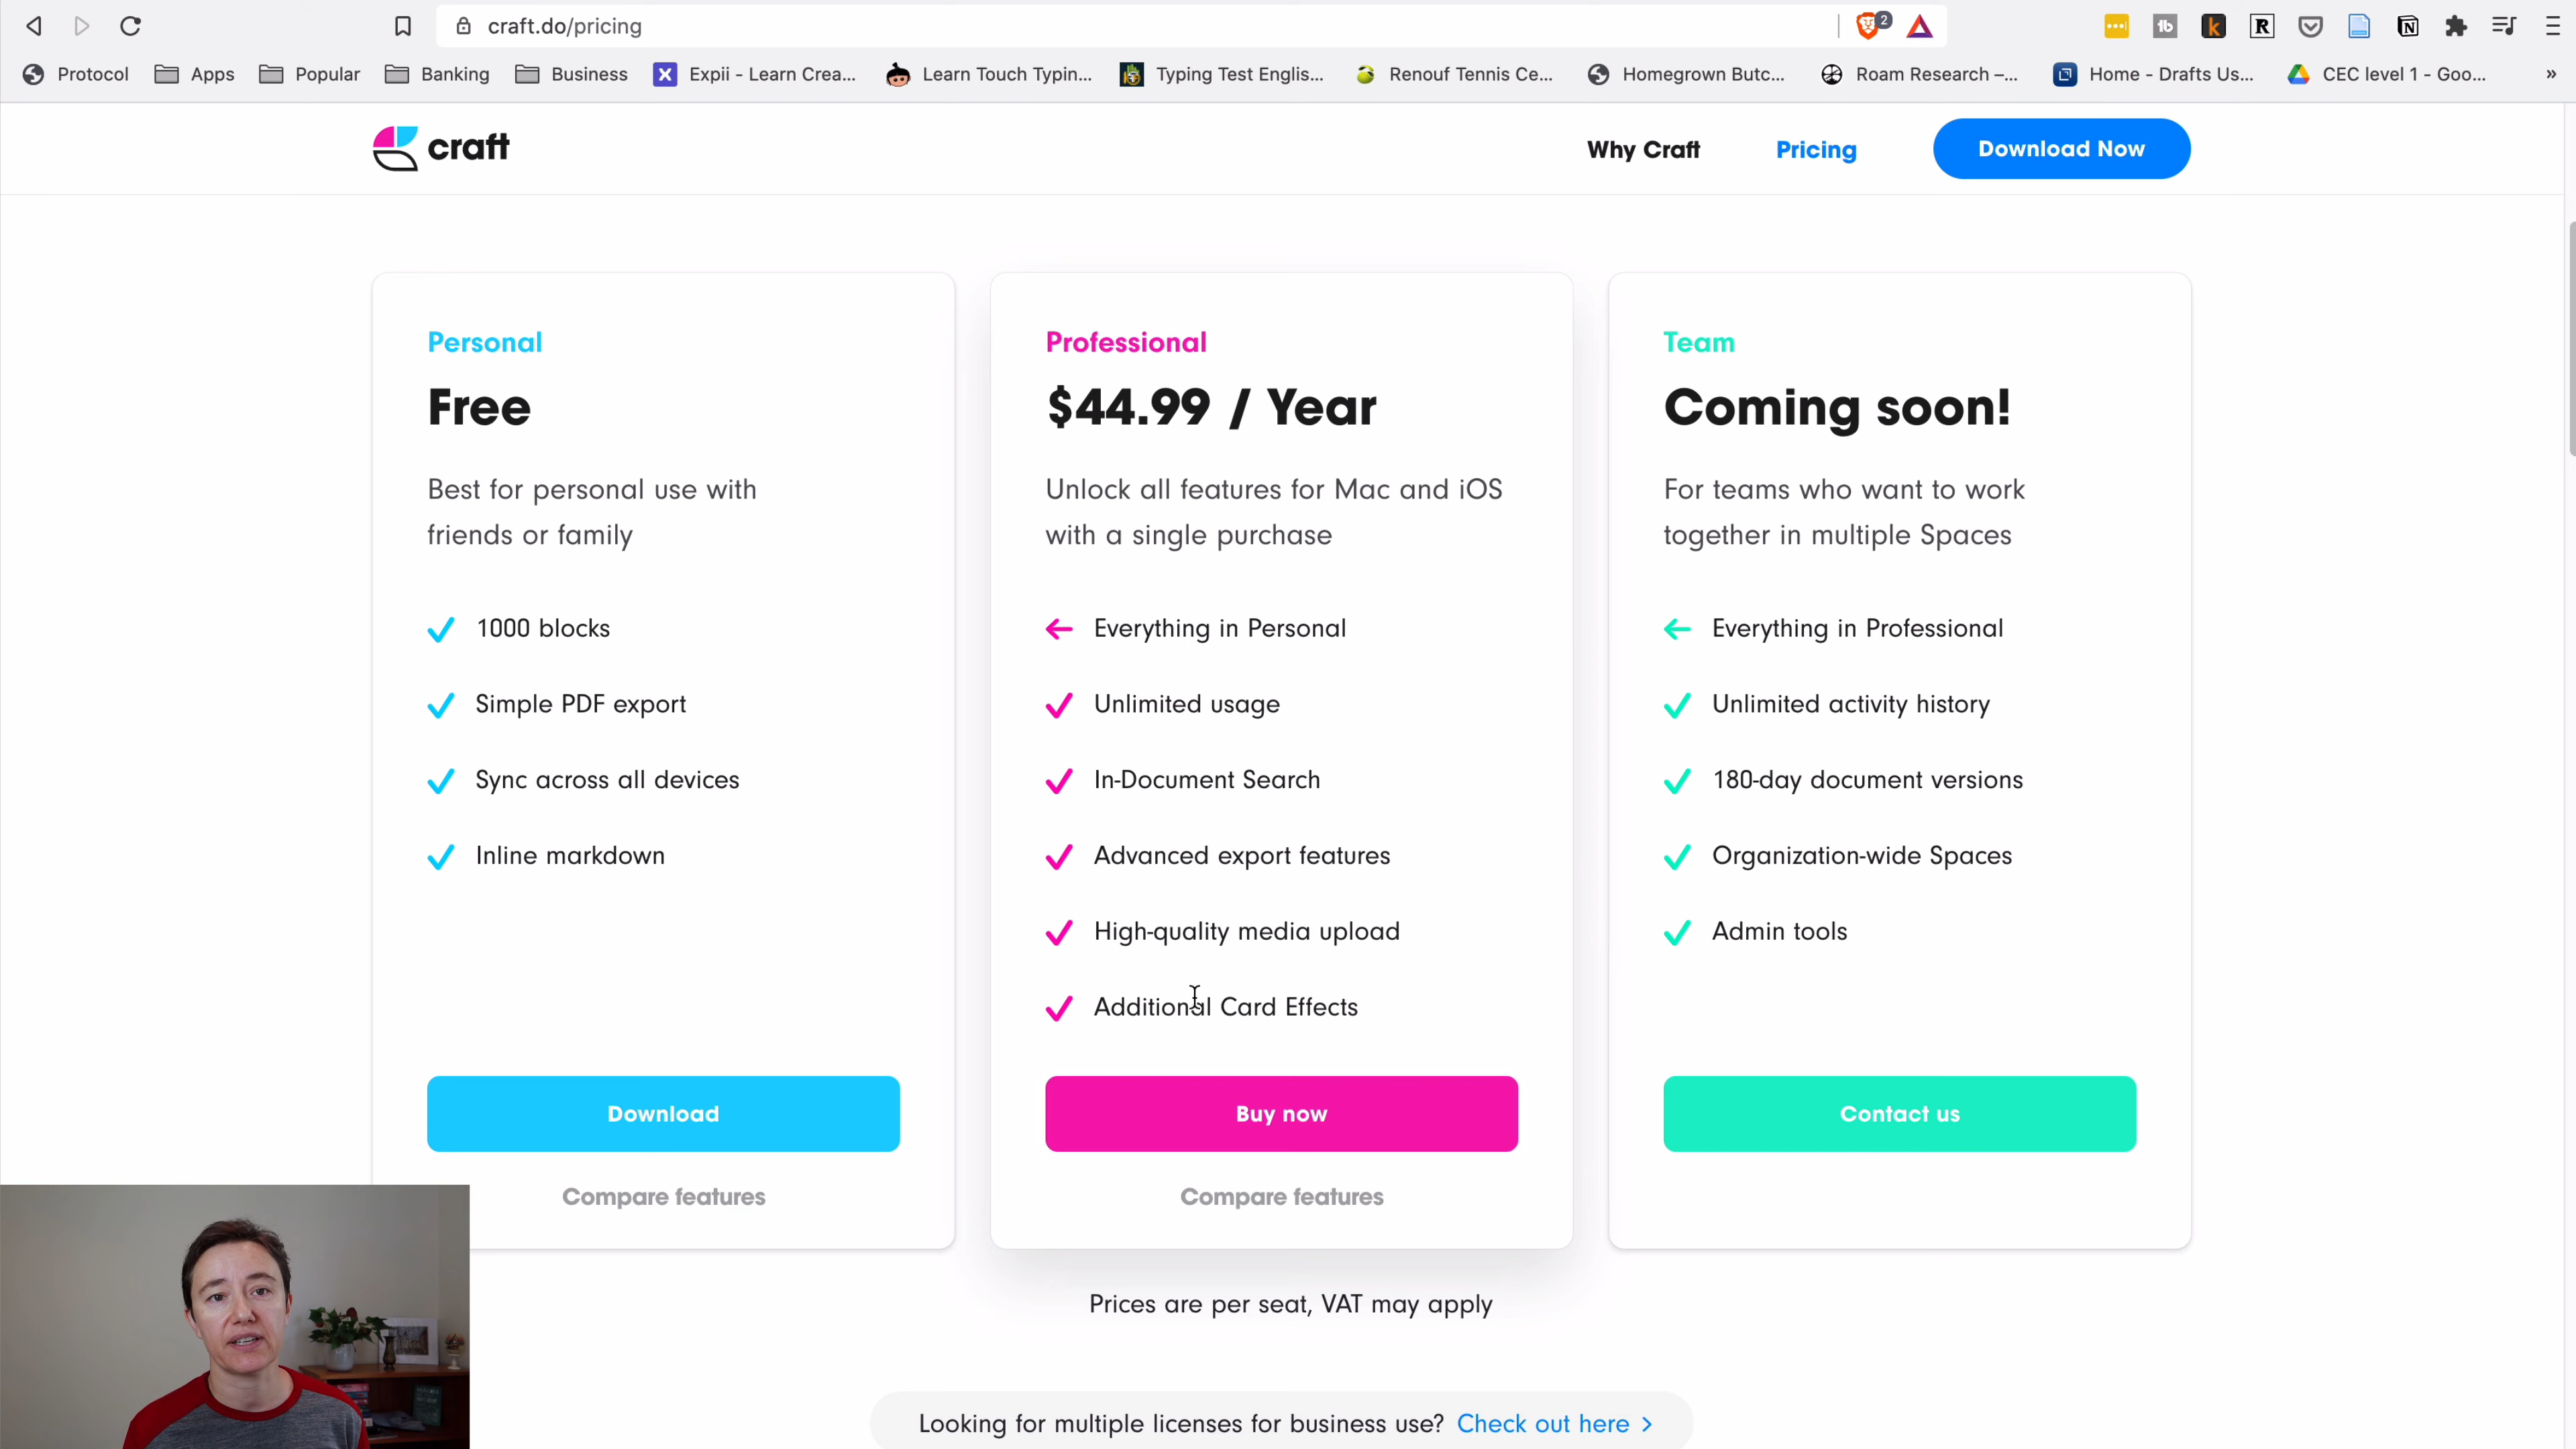 craft.do/pricing
2
Protocol
Apps
Popular
Banking
Business
Expii - Learn Crea...
Learn Touch Typin...
Typing Test Englis...
Renouf Tennis Ce...
Homegrown Butc...
Roam Research –...
Home - Drafts Us...
CEC level 1 - Goo...
»
craft
Why Craft
Pricing
Download Now
Personal
Free
Best for personal use with
friends or family
1000 blocks
Simple PDF export
Sync across all devices
Inline markdown
Download
Compare features
Professional
$44.99 / Year
Unlock all features for Mac and iOS
with a single purchase
Everything in Personal
Unlimited usage
In-Document Search
Advanced export features
High-quality media upload
Additional Card Effects
Buy now
Compare features
Team
Coming soon!
For teams who want to work
together in multiple Spaces
Everything in Professional
Unlimited activity history
180-day document versions
Organization-wide Spaces
Admin tools
Contact us
Prices are per seat, VAT may apply
Looking for multiple licenses for business use? Check out here >